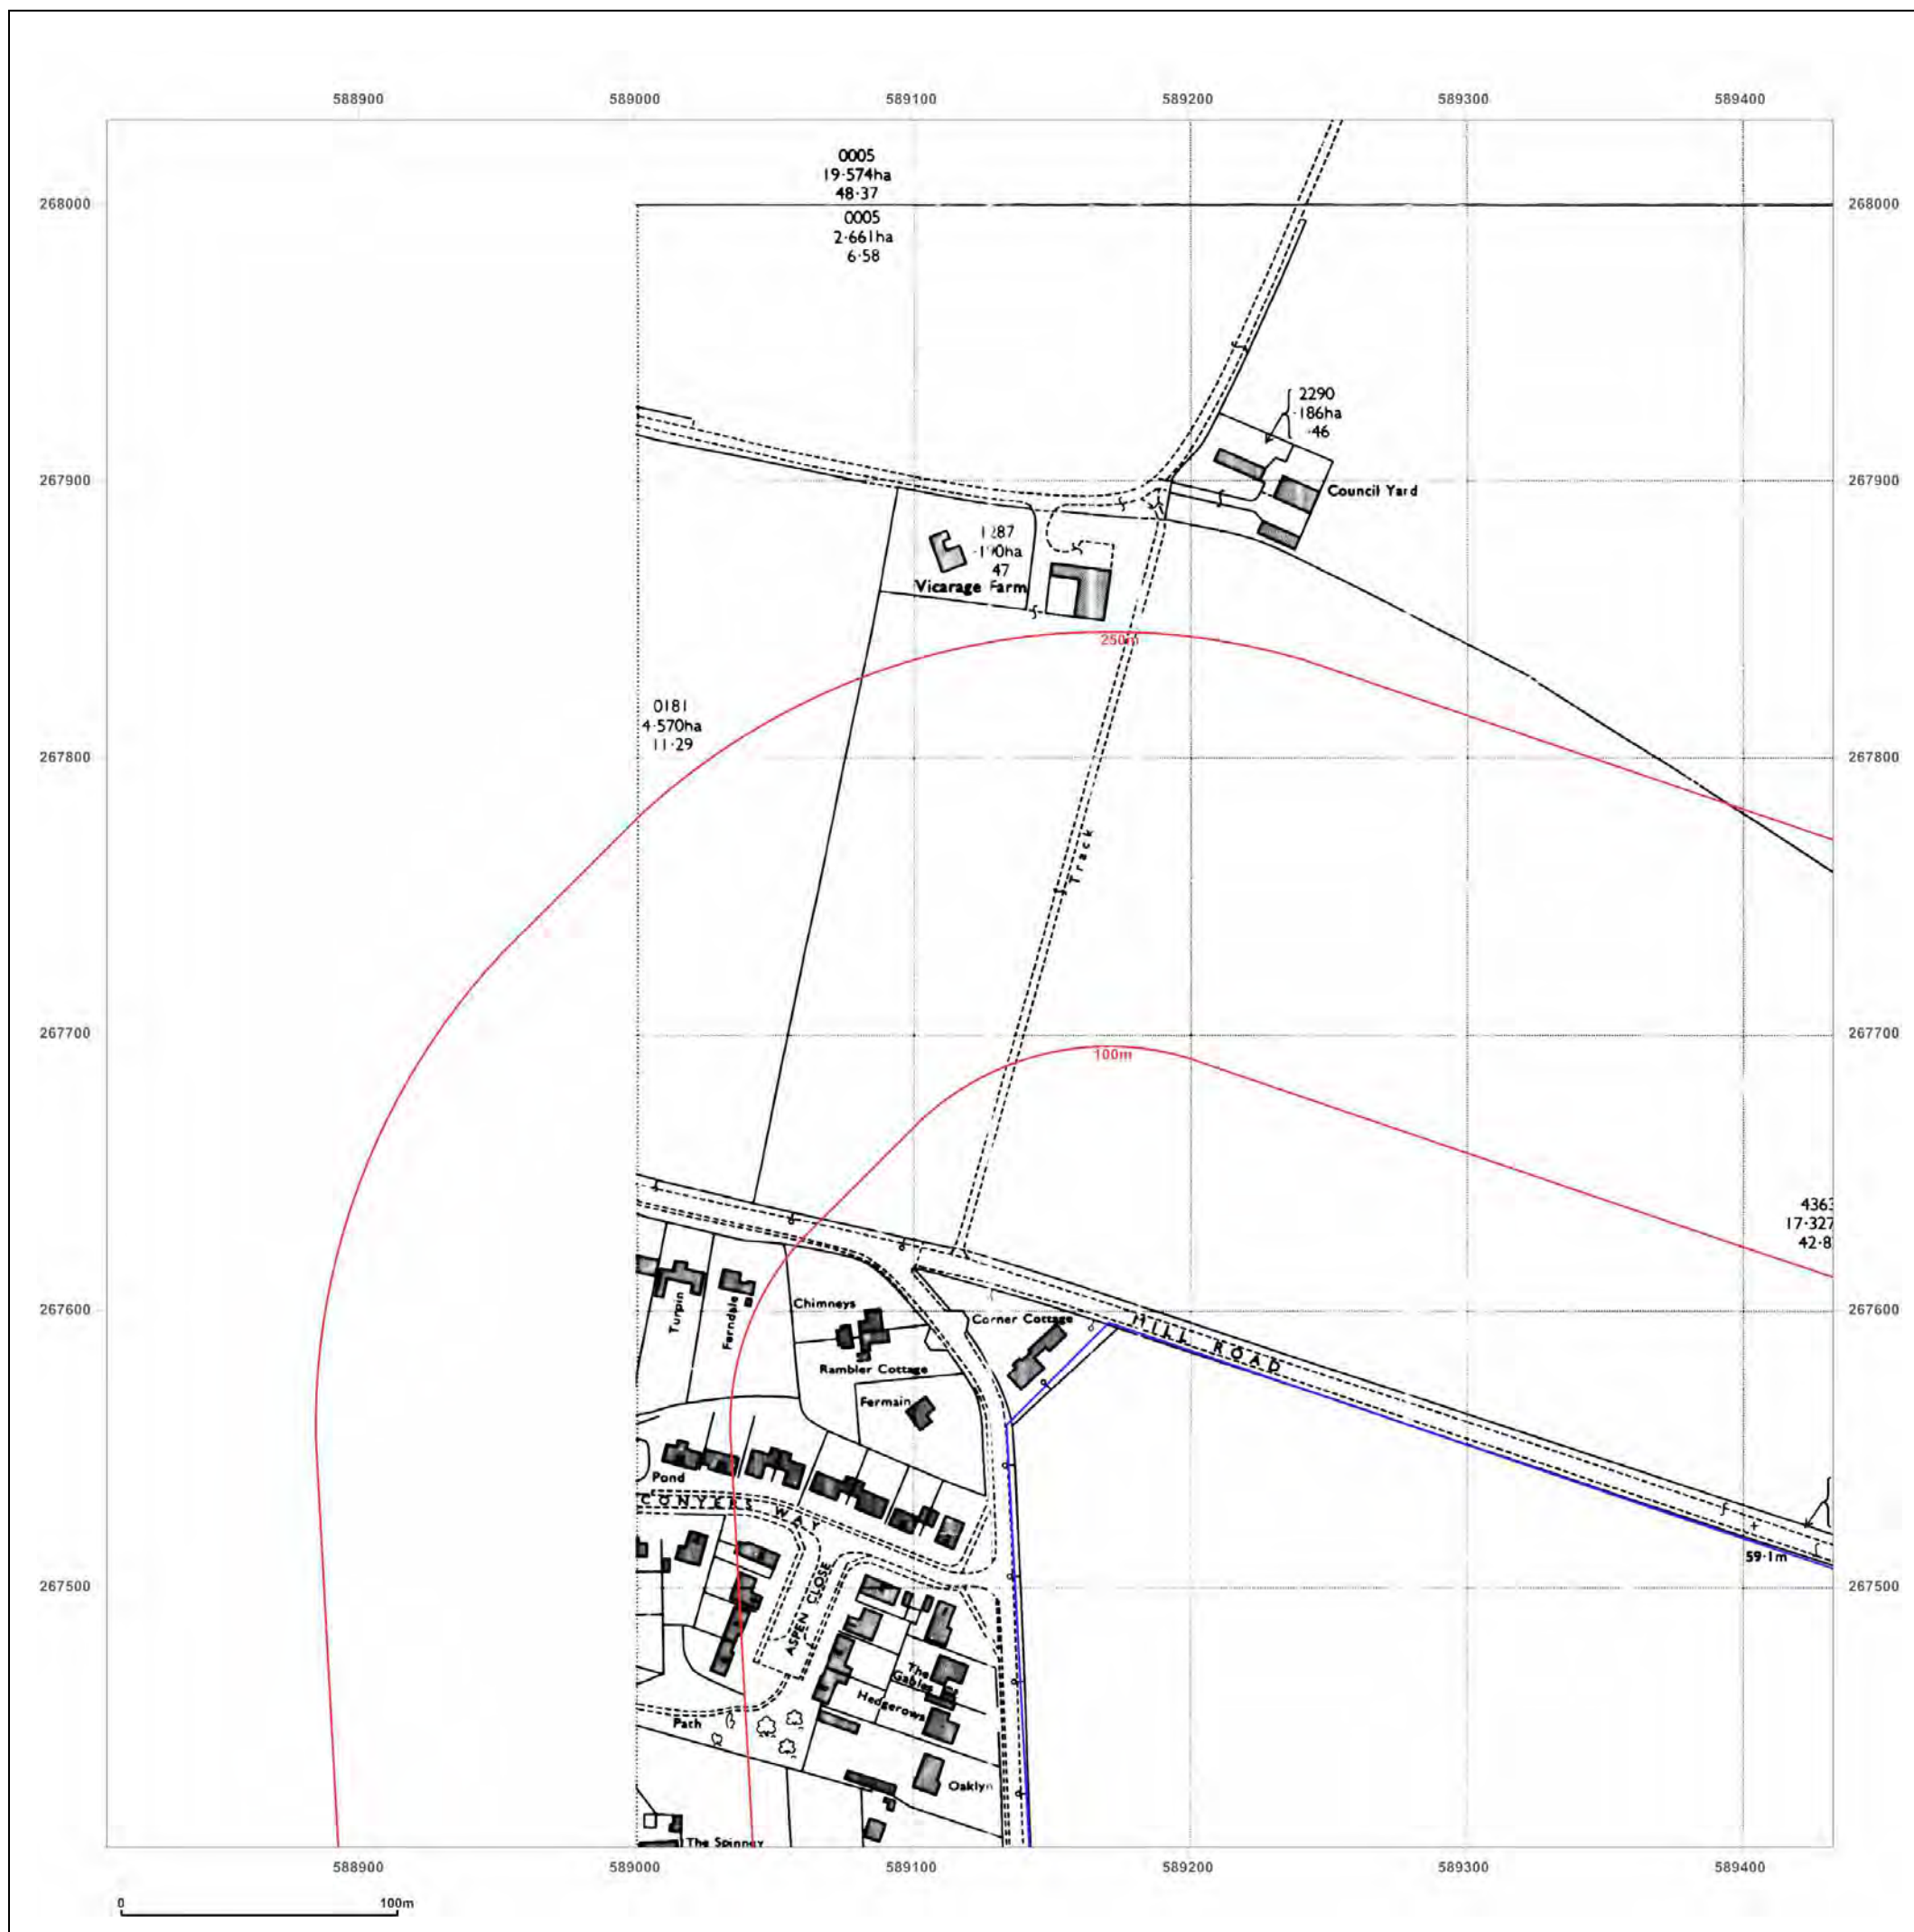 588900 589000 589100 589200 589300 589400
0005
19·574ha
48·37
268000 268000
0005
2·661ha
6·58
2290
·186ha
·46
267900 267900
Council Yard
1287
·190ha
47
Vicarage Farm
250m
0181
4·570ha
11·29
267800 267800
Track
267700 267700
100m
4363
17·327
42·8
267600 267600
Turpin
Ferndale
Chimneys
Corner Cottage
MILL ROAD
Rambler Cottage
Fermain
Pond
CONYERS WAY
59·1m
267500 267500
ASPEN CLOSE
The
Gables
Hedgerows
Path
Oaklyn
The Spinney
588900 589000 589100 589200 589300 589400
0 100m